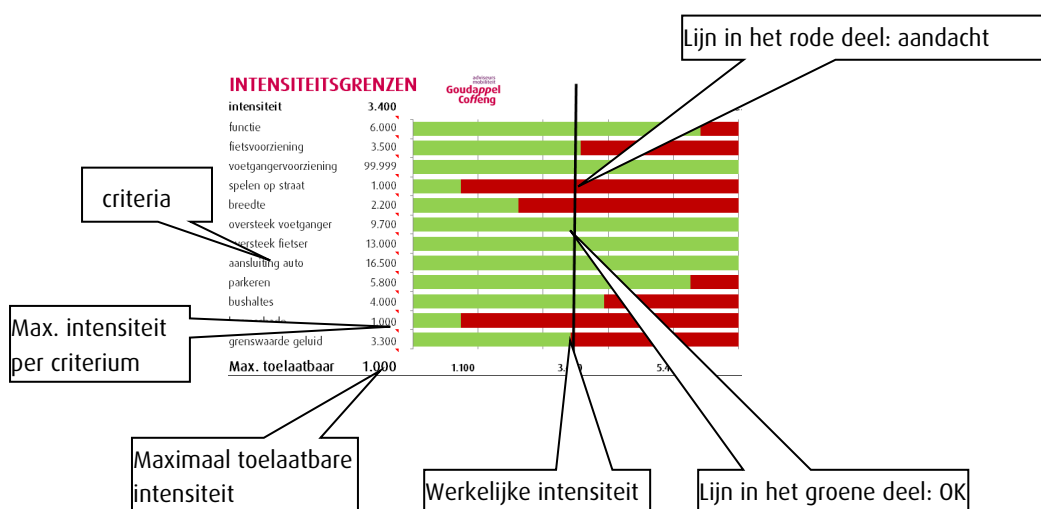 Lijn in het rode deel: aandacht
INTENSITEITSGRENZEN
adviseurs
mobiliteit
Goudappel
Coffeng
intensiteit 3.400
functie 6.000
fietsvoorziening 3.500
voetgangervoorziening 99.999
spelen op straat 1.000
breedte 2.200
oversteek voetganger 9.700
fietser 13.000
aansluiting auto 16.500
parkeren 5.800
bushaltes 4.000
1.000
grenswaarde geluid 3.300
Max. toelaatbaar 1.000 1.100
criteria
Max. intensiteit
per criterium
Maximaal toelaatbare
intensiteit
Werkelijke intensiteit
Lijn in het groene deel: OK